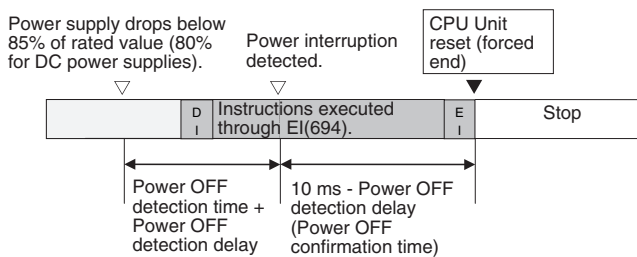 Power supply drops below
85% of rated value (80%
for DC power supplies).
Power interruption
detected.
CPU Unit
reset (forced
end)
D
I
Instructions executed
through EI(694).
E
I
Stop
Power OFF
detection time +
Power OFF
detection delay
10 ms - Power OFF
detection delay
(Power OFF
confirmation time)